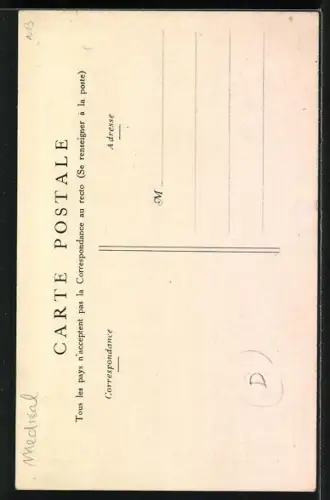 CARTE POSTALE
Tous les pays n'acceptent pas la Correspondance au recto (Se renseigner à la poste)
Correspondance
Adresse
M
Medical
(D)